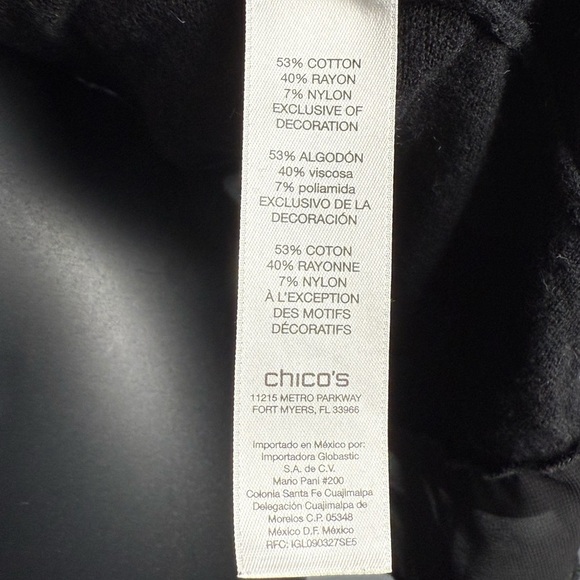 53% COTTON
40% RAYON
7% NYLON
EXCLUSIVE OF
DECORATION
53% ALGODÓN
40% viscosa
7% poliamida
EXCLUSIVO DE LA
DECORACIÓN
53% COTON
40% RAYONNE
7% NYLON
À L'EXCEPTION
DES MOTIFS
DÉCORATIFS
chico's
11215 METRO PARKWAY
FORT MYERS, FL 33966
Importado en México por:
Importadora Globastic
S.A. de C.V.
Mario Pani #200
Colonia Santa Fe Cuajimalpa
Delegación Cuajimalpa de
Morelos C.P. 05348
México D.F. México
RFC: IGL090327SE5